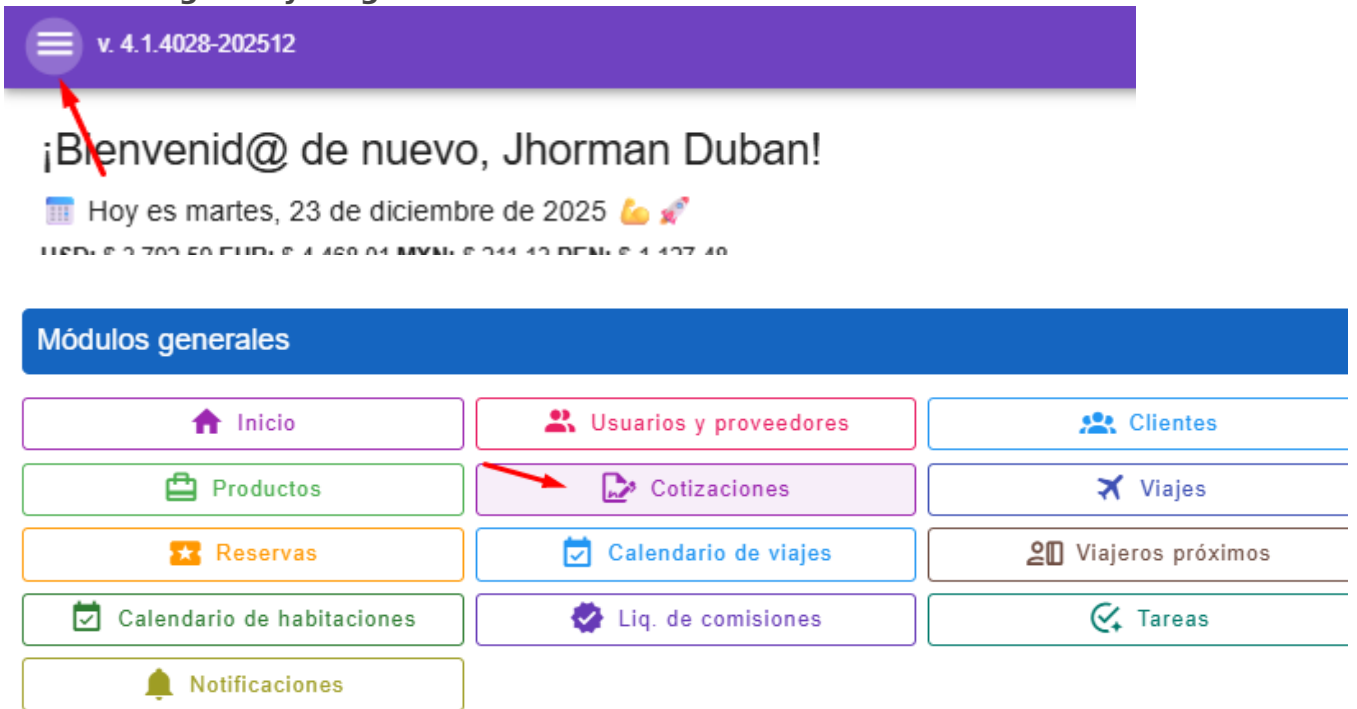 v. 4.1.4028-202512
¡Bienvenid@ de nuevo, Jhorman Duban!
Hoy es martes, 23 de diciembre de 2025
Módulos generales
Inicio
Usuarios y proveedores
Clientes
Productos
Cotizaciones
Viajes
Reservas
Calendario de viajes
Viajeros próximos
Calendario de habitaciones
Liq. de comisiones
Tareas
Notificaciones